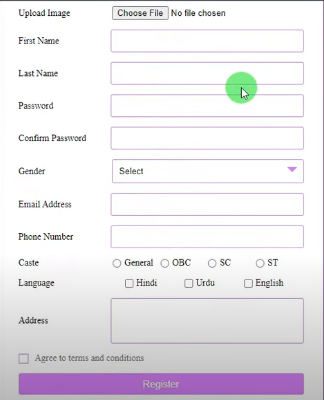 Upload Image Choose File No file chosen
First Name
Last Name
Password
Confirm Password
Gender Select
Email Address
Phone Number
Caste General OBC SC ST
Language Hindi Urdu English
Address
Agree to terms and conditions
Register